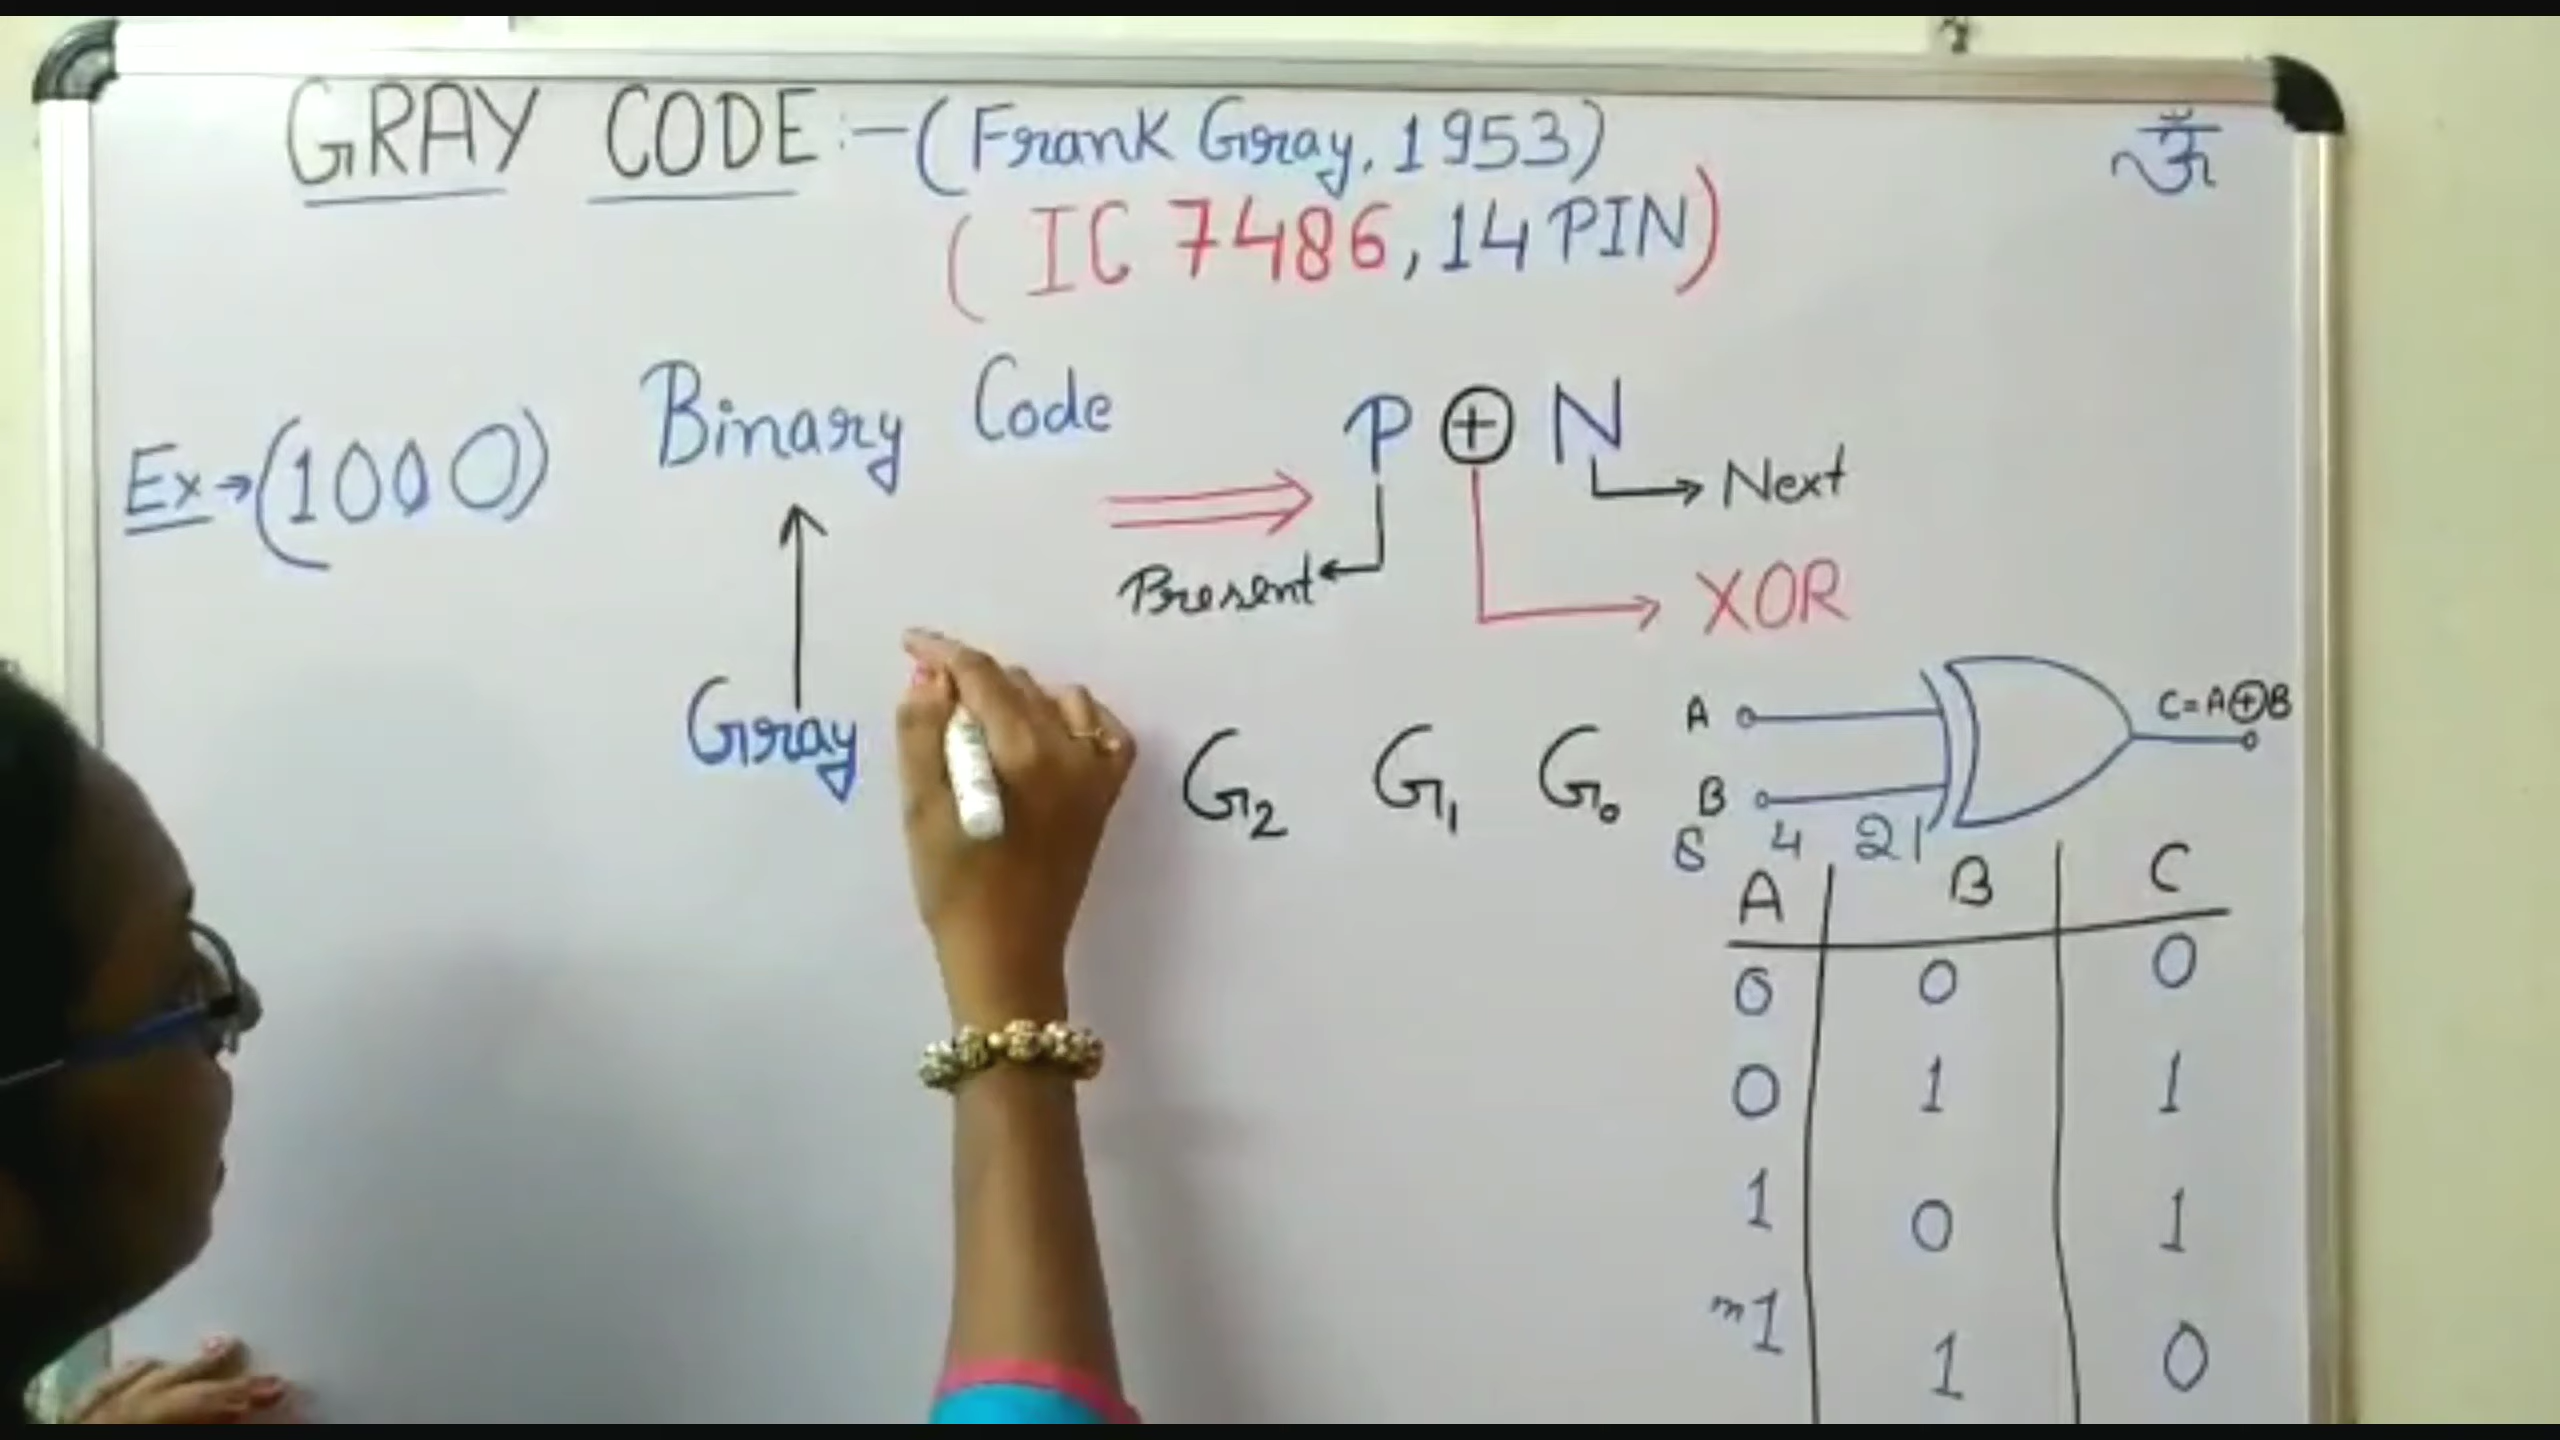 GRAY CODE:-(Frank Gray, 1953)
(IC 7486, 14 PIN)
ॐ
Ex→(1000)
Binary Code
P ⊕ N
Next
Present
XOR
Gray
G₂ G₁ G₀
A
B
C=A⊕B
8 4 2 1
A B C
0 0 0
0 1 1
1 0 1
1 1 0